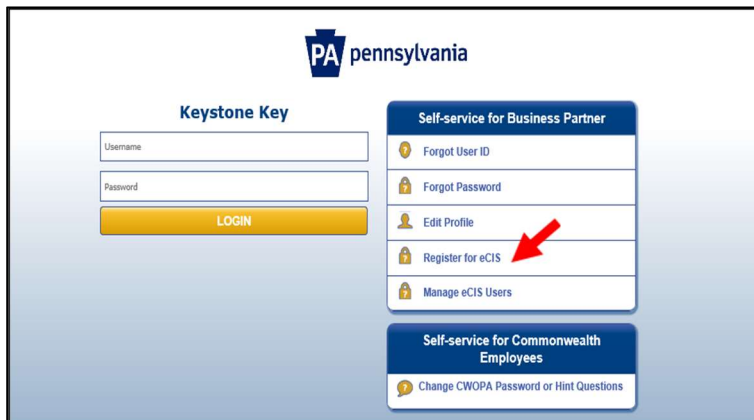 PA pennsylvania
Keystone Key
Username
Password
LOGIN
Self-service for Business Partner
Forgot User ID
Forgot Password
Edit Profile
Register for eCIS
Manage eCIS Users
Self-service for Commonwealth
Employees
Change CWOPA Password or Hint Questions